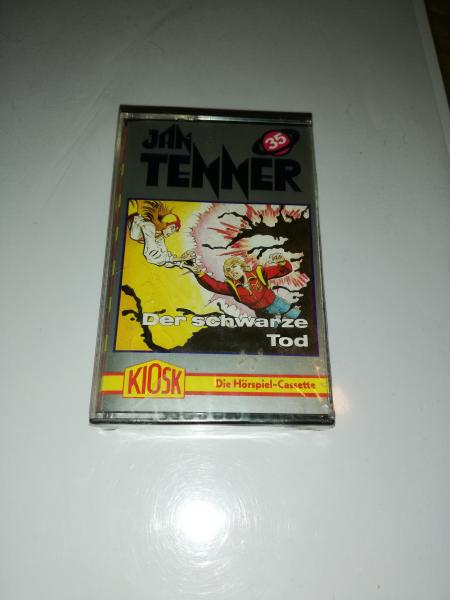 JAN
35
TENNER
Der schwarze
Tod
KIOSK
Die Hörspiel-Cassette